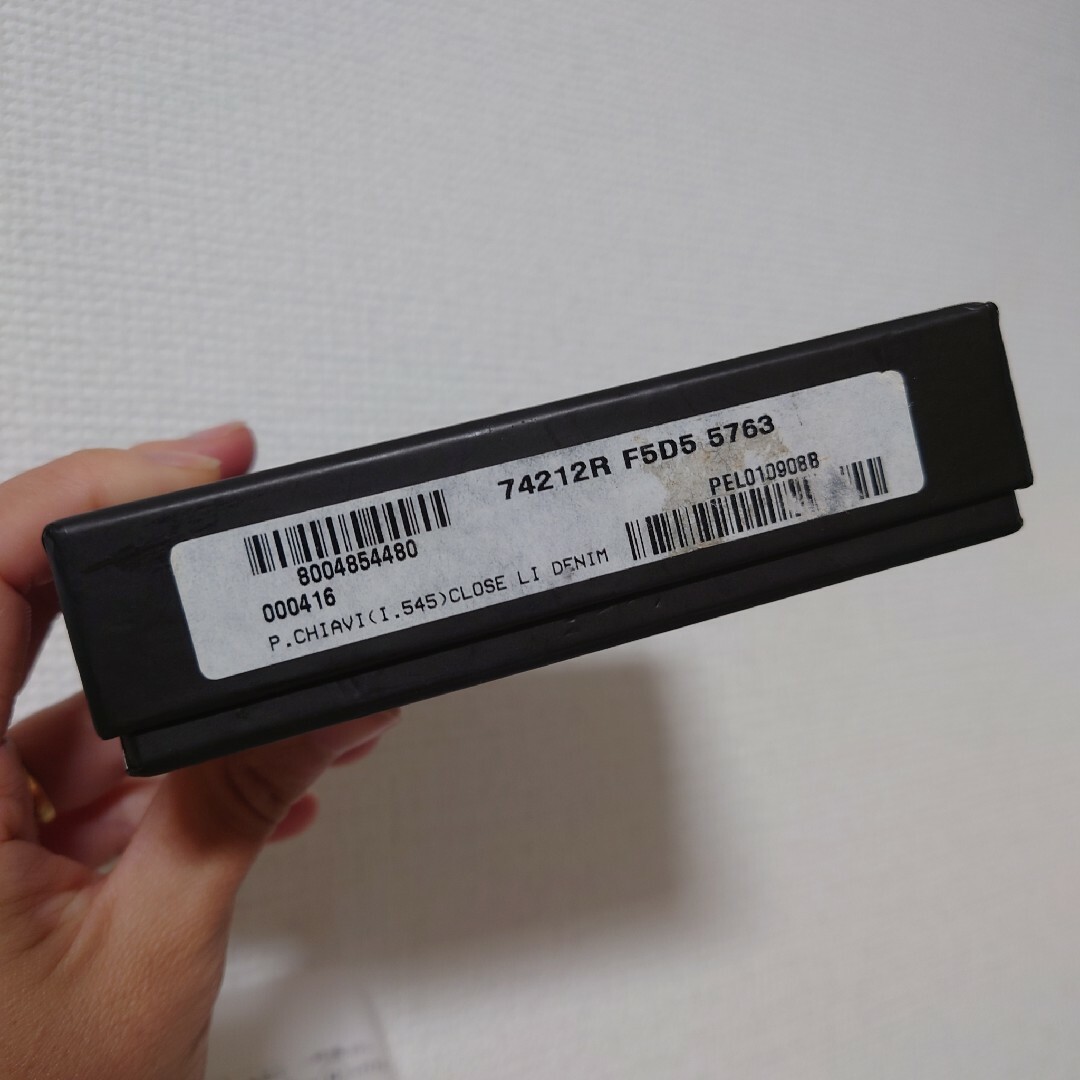 74212R F5D5 5763
8004854480
PEL010908B
000416
P.CHIAVI(I.545)CLOSE LI DENIM